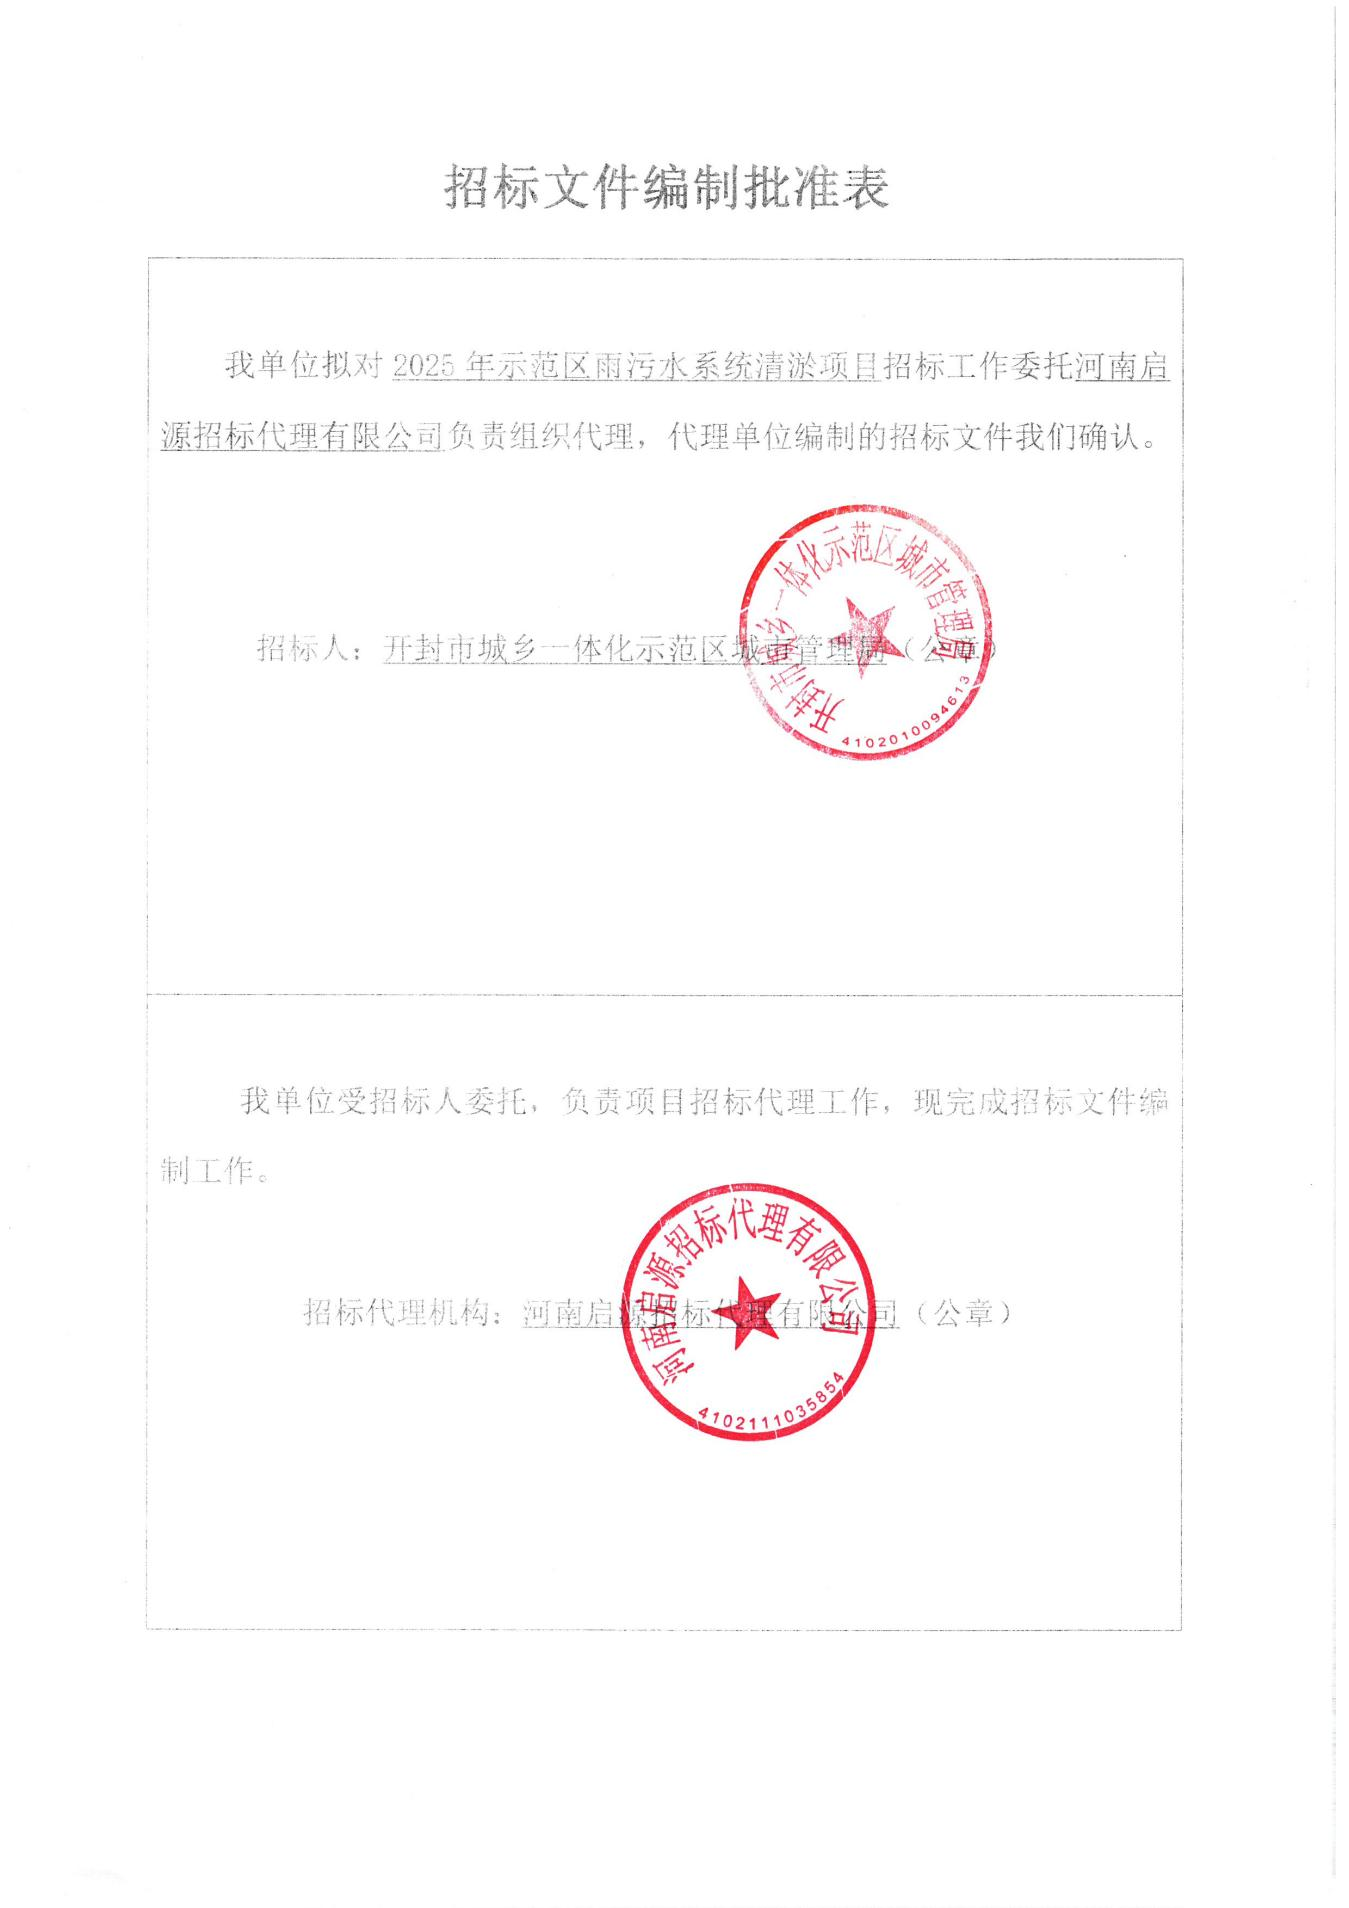 招标文件编制批准表
我单位拟对 2025 年示范区雨污水系统清淤项目招标工作委托河南启
源招标代理有限公司负责组织代理，代理单位编制的招标文件我们确认。
招标人：开封市城乡一体化示范区城市管理局（公章）
开封市城乡一体化示范区城市管理局
4102010094613
我单位受招标人委托，负责项目招标代理工作，现完成招标文件编
制工作。
招标代理机构：河南启源招标代理有限公司（公章）
河南启源招标代理有限公司
4102111035854